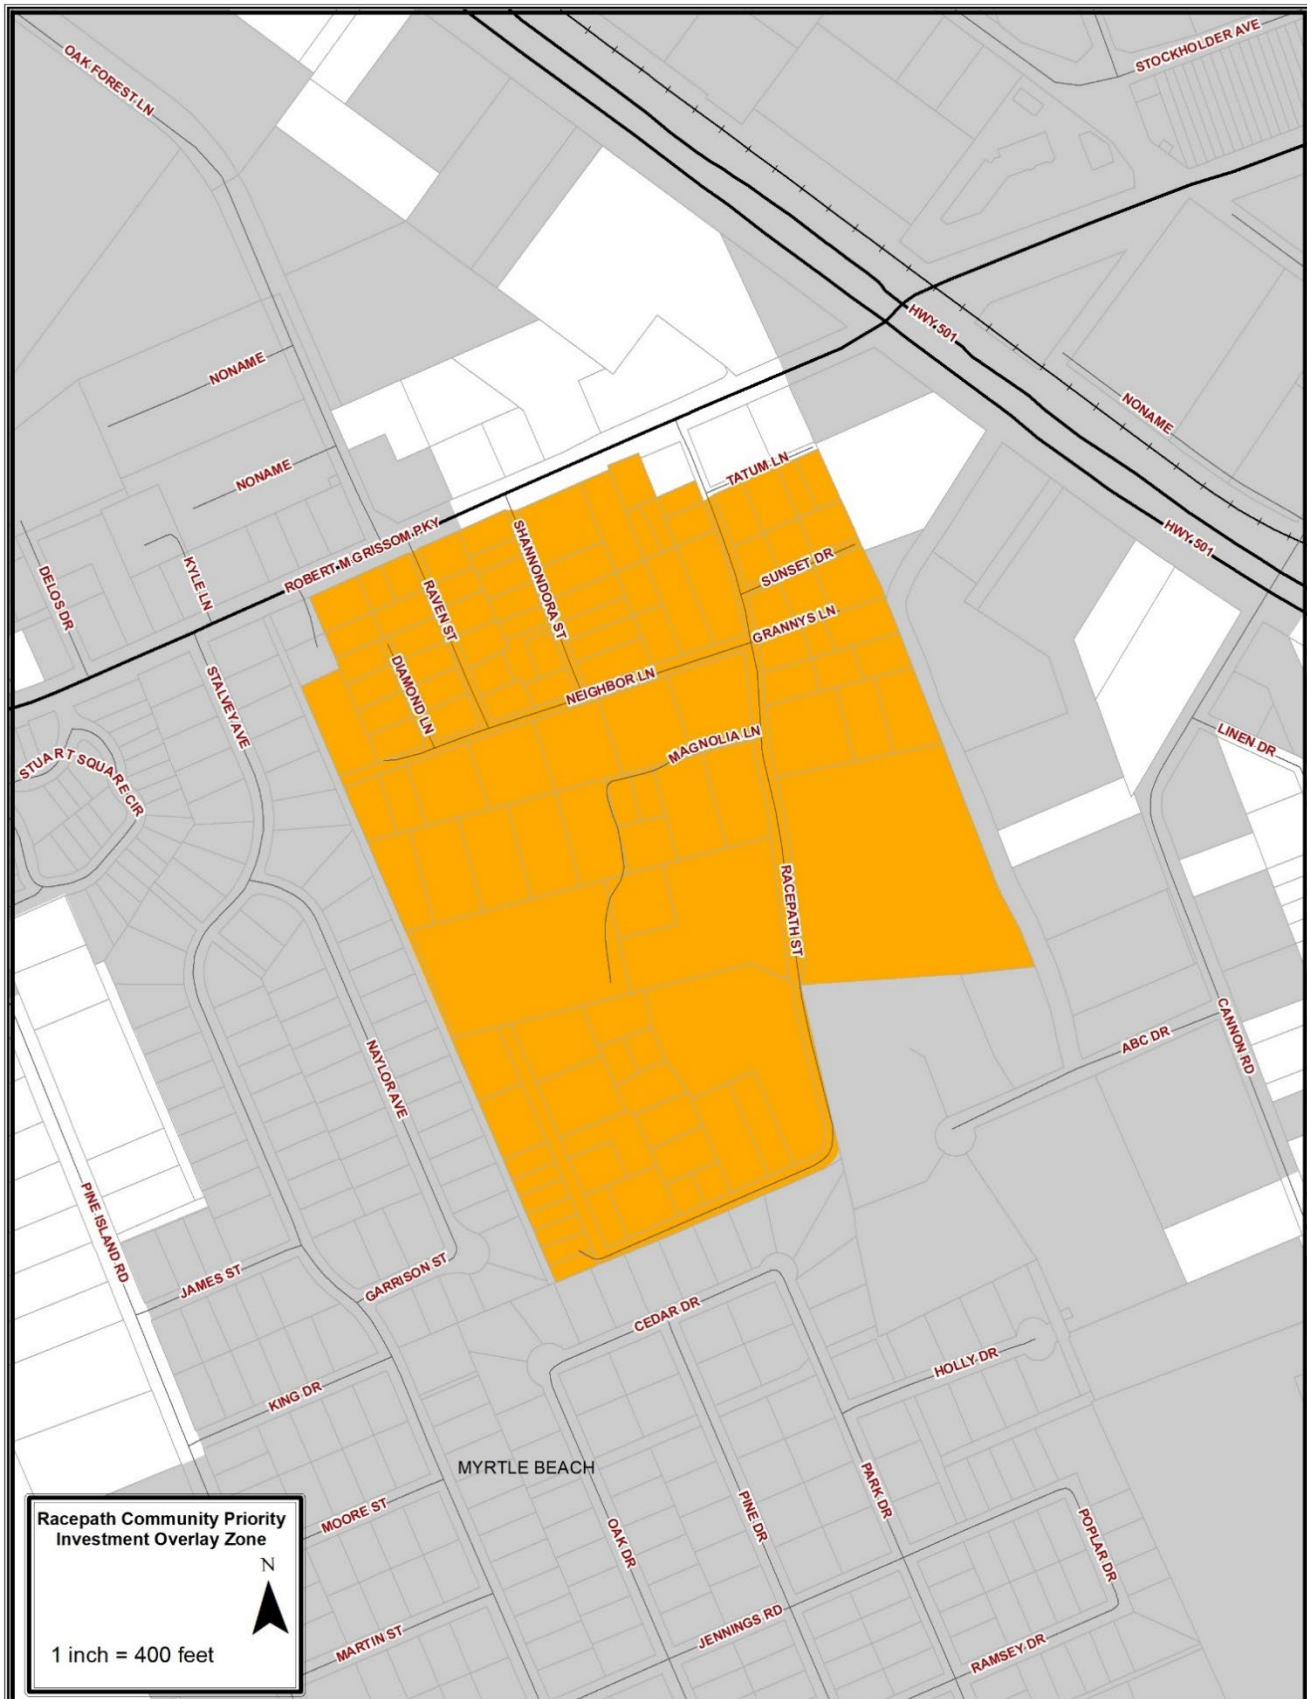 STOCKHOLDER AVE
OAK FOREST LN
HWY 501
NONAME
NONAME
NONAME
TATUM LN
HWY 501
ROBERT M GRISSOM PKY
SHANNONDORA ST
SUNSET DR
KYLE LN
DELOS DR
RAVEN ST
GRANNYS LN
DIAMOND LN
NEIGHBOR LN
STALVEY AVE
MAGNOLIA LN
LINEN DR
STUART SQUARE CIR
RACEPATH ST
CANNON RD
ABC DR
NAYLOR AVE
PINE ISLAND RD
JAMES ST
GARRISON ST
CEDAR DR
HOLLY DR
KING DR
MYRTLE BEACH
PARK DR
PINE DR
OAK DR
MOORE ST
POPLAR DR
JENNINGS RD
MARTIN ST
RAMSEY DR
Racepath Community Priority
Investment Overlay Zone
N
1 inch = 400 feet